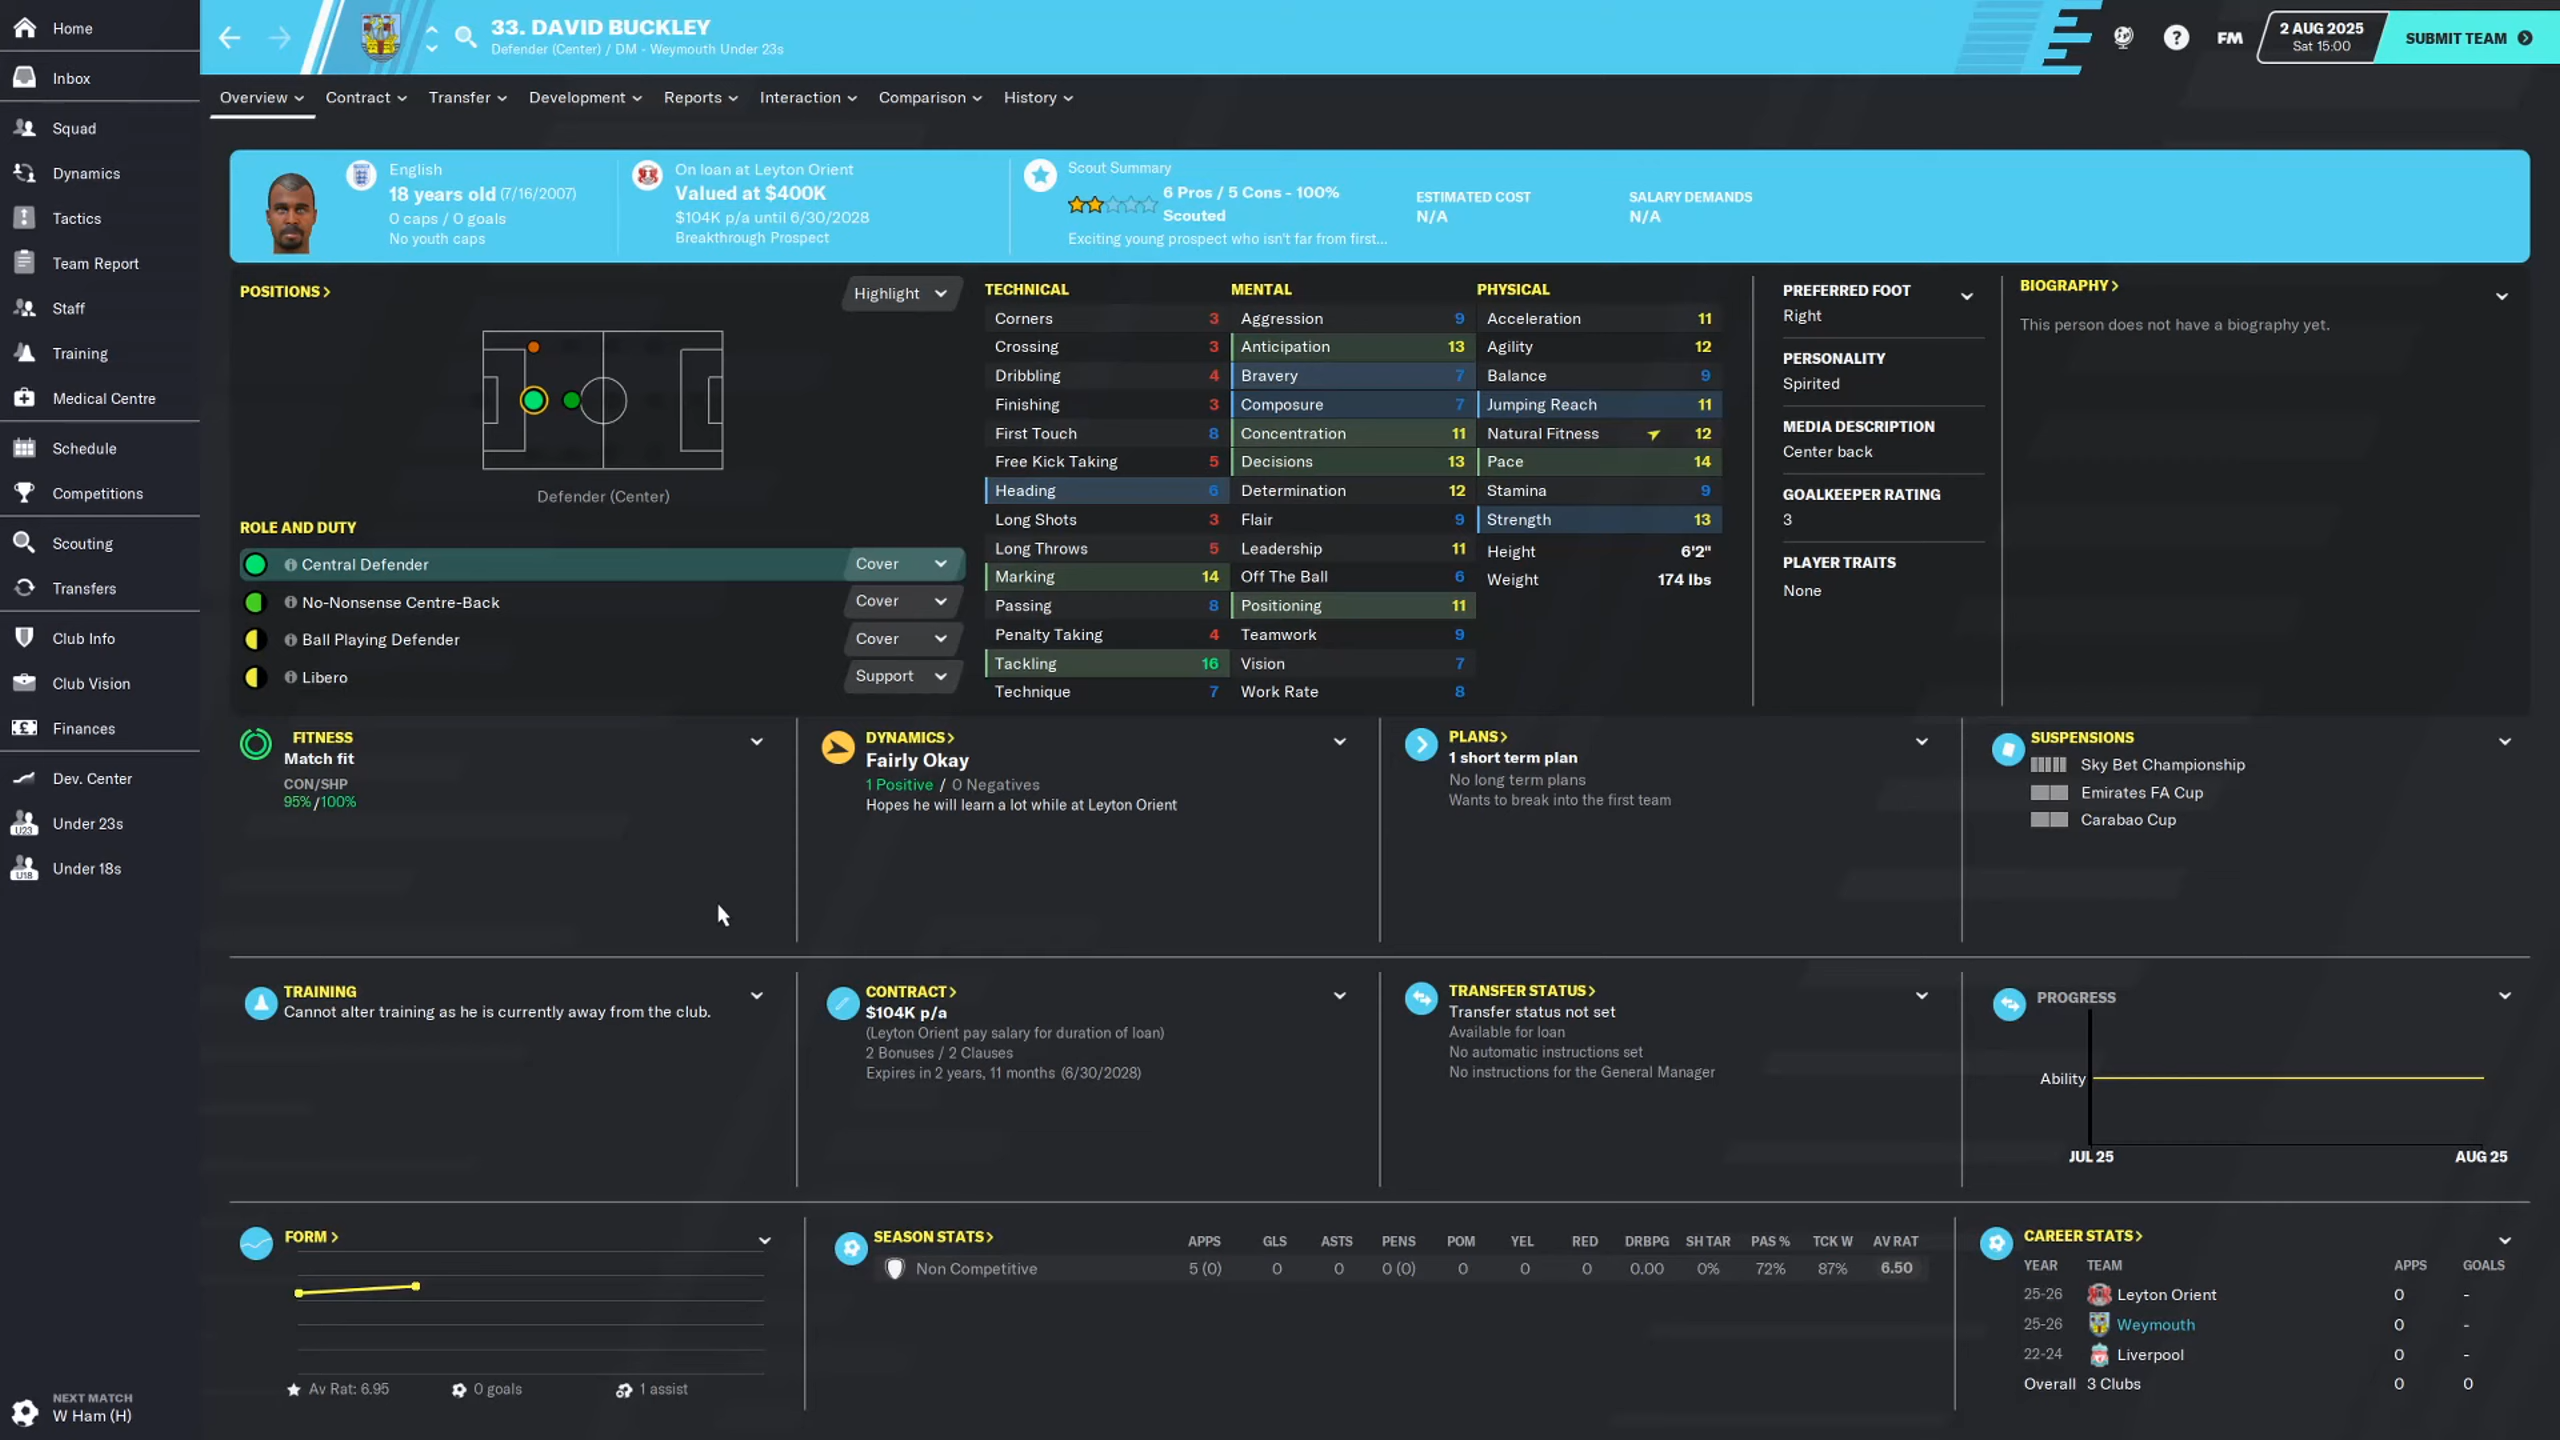 Home
Inbox
Squad
Dynamics
Tactics
Team Report
Staff
Training
Medical Centre
Schedule
Competitions
Scouting
Transfers
Club Info
Club Vision
Finances
Dev. Center
U23 Under 23s
U18 Under 18s
NEXT MATCH
W Ham (H)
33. DAVID BUCKLEY
Defender (Center) / DM - Weymouth Under 23s
? FM
2 AUG 2025
Sat 15:00
SUBMIT TEAM
Overview Contract Transfer Development Reports Interaction Comparison History
English
18 years old (7/16/2007)
0 caps / 0 goals
No youth caps
On loan at Leyton Orient
Valued at $400K
$104K p/a until 6/30/2028
Breakthrough Prospect
Scout Summary
6 Pros / 5 Cons - 100%
Scouted
Exciting young prospect who isn't far from first...
ESTIMATED COST
N/A
SALARY DEMANDS
N/A
POSITIONS >
Highlight
Defender (Center)
ROLE AND DUTY
Central Defender Cover
No-Nonsense Centre-Back Cover
Ball Playing Defender Cover
Libero Support
TECHNICAL
Corners 3
Crossing 3
Dribbling 4
Finishing 3
First Touch 8
Free Kick Taking 5
Heading 6
Long Shots 3
Long Throws 5
Marking 14
Passing 8
Penalty Taking 4
Tackling 16
Technique 7
MENTAL
Aggression 9
Anticipation 13
Bravery 7
Composure 7
Concentration 11
Decisions 13
Determination 12
Flair 9
Leadership 11
Off The Ball 6
Positioning 11
Teamwork 9
Vision 7
Work Rate 8
PHYSICAL
Acceleration 11
Agility 12
Balance 9
Jumping Reach 11
Natural Fitness 12
Pace 14
Stamina 9
Strength 13
Height 6'2"
Weight 174 lbs
PREFERRED FOOT
Right
PERSONALITY
Spirited
MEDIA DESCRIPTION
Center back
GOALKEEPER RATING
3
PLAYER TRAITS
None
BIOGRAPHY >
This person does not have a biography yet.
FITNESS
Match fit
CON/SHP
95% /100%
DYNAMICS >
Fairly Okay
1 Positive / 0 Negatives
Hopes he will learn a lot while at Leyton Orient
PLANS >
1 short term plan
No long term plans
Wants to break into the first team
SUSPENSIONS
Sky Bet Championship
Emirates FA Cup
Carabao Cup
TRAINING
Cannot alter training as he is currently away from the club.
CONTRACT >
$104K p/a
(Leyton Orient pay salary for duration of loan)
2 Bonuses / 2 Clauses
Expires in 2 years, 11 months (6/30/2028)
TRANSFER STATUS >
Transfer status not set
Available for loan
No automatic instructions set
No instructions for the General Manager
PROGRESS
Ability
JUL 25 AUG 25
FORM >
Av Rat: 6.95 0 goals 1 assist
SEASON STATS > APPS GLS ASTS PENS POM YEL RED DRBPG SH TAR PAS % TCK W AV RAT
Non Competitive 5 (0) 0 0 0 (0) 0 0 0 0.00 0% 72% 87% 6.50
CAREER STATS >
YEAR TEAM APPS GOALS
25-26 Leyton Orient 0 -
25-26 Weymouth 0 -
22-24 Liverpool 0 -
Overall 3 Clubs 0 0